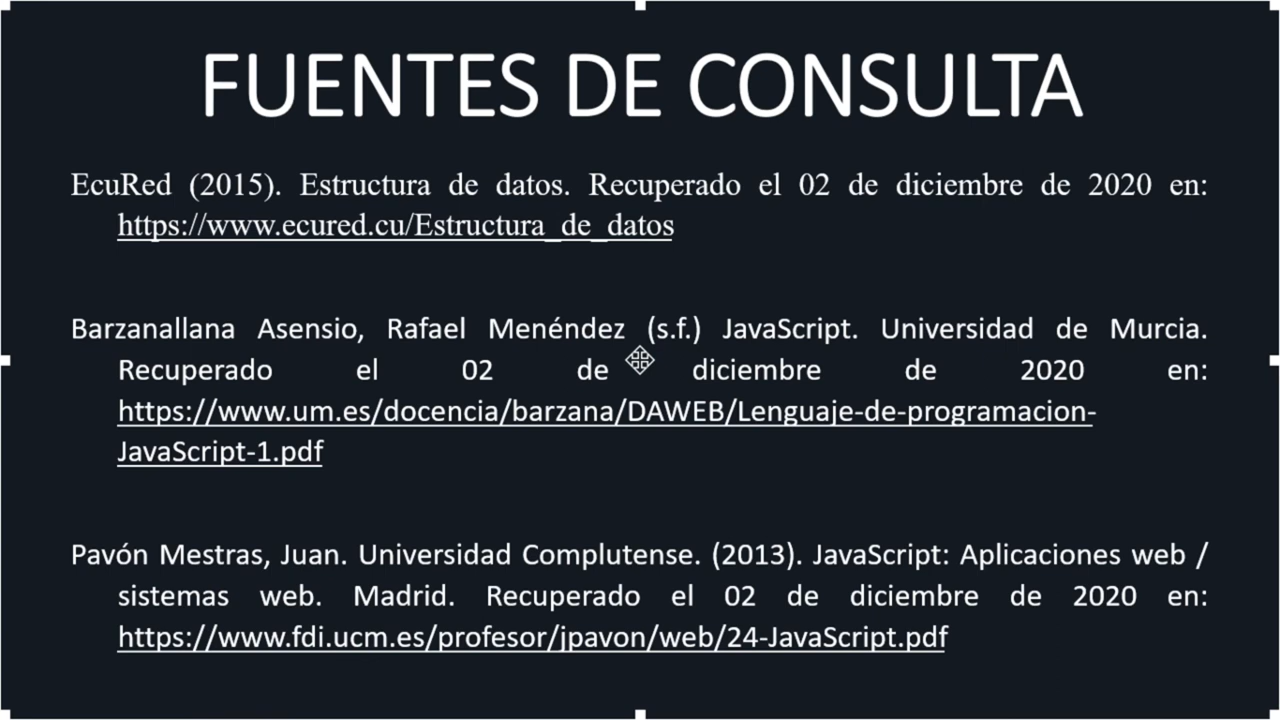 FUENTES DE CONSULTA
EcuRed (2015). Estructura de datos. Recuperado el 02 de diciembre de 2020 en:
https://www.ecured.cu/Estructura_de_datos
Barzanallana Asensio, Rafael Menéndez (s.f.) JavaScript. Universidad de Murcia.
Recuperado el 02 de diciembre de 2020 en:
https://www.um.es/docencia/barzana/DAWEB/Lenguaje-de-programacion-
JavaScript-1.pdf
Pavón Mestras, Juan. Universidad Complutense. (2013). JavaScript: Aplicaciones web /
sistemas web. Madrid. Recuperado el 02 de diciembre de 2020 en:
https://www.fdi.ucm.es/profesor/jpavon/web/24-JavaScript.pdf